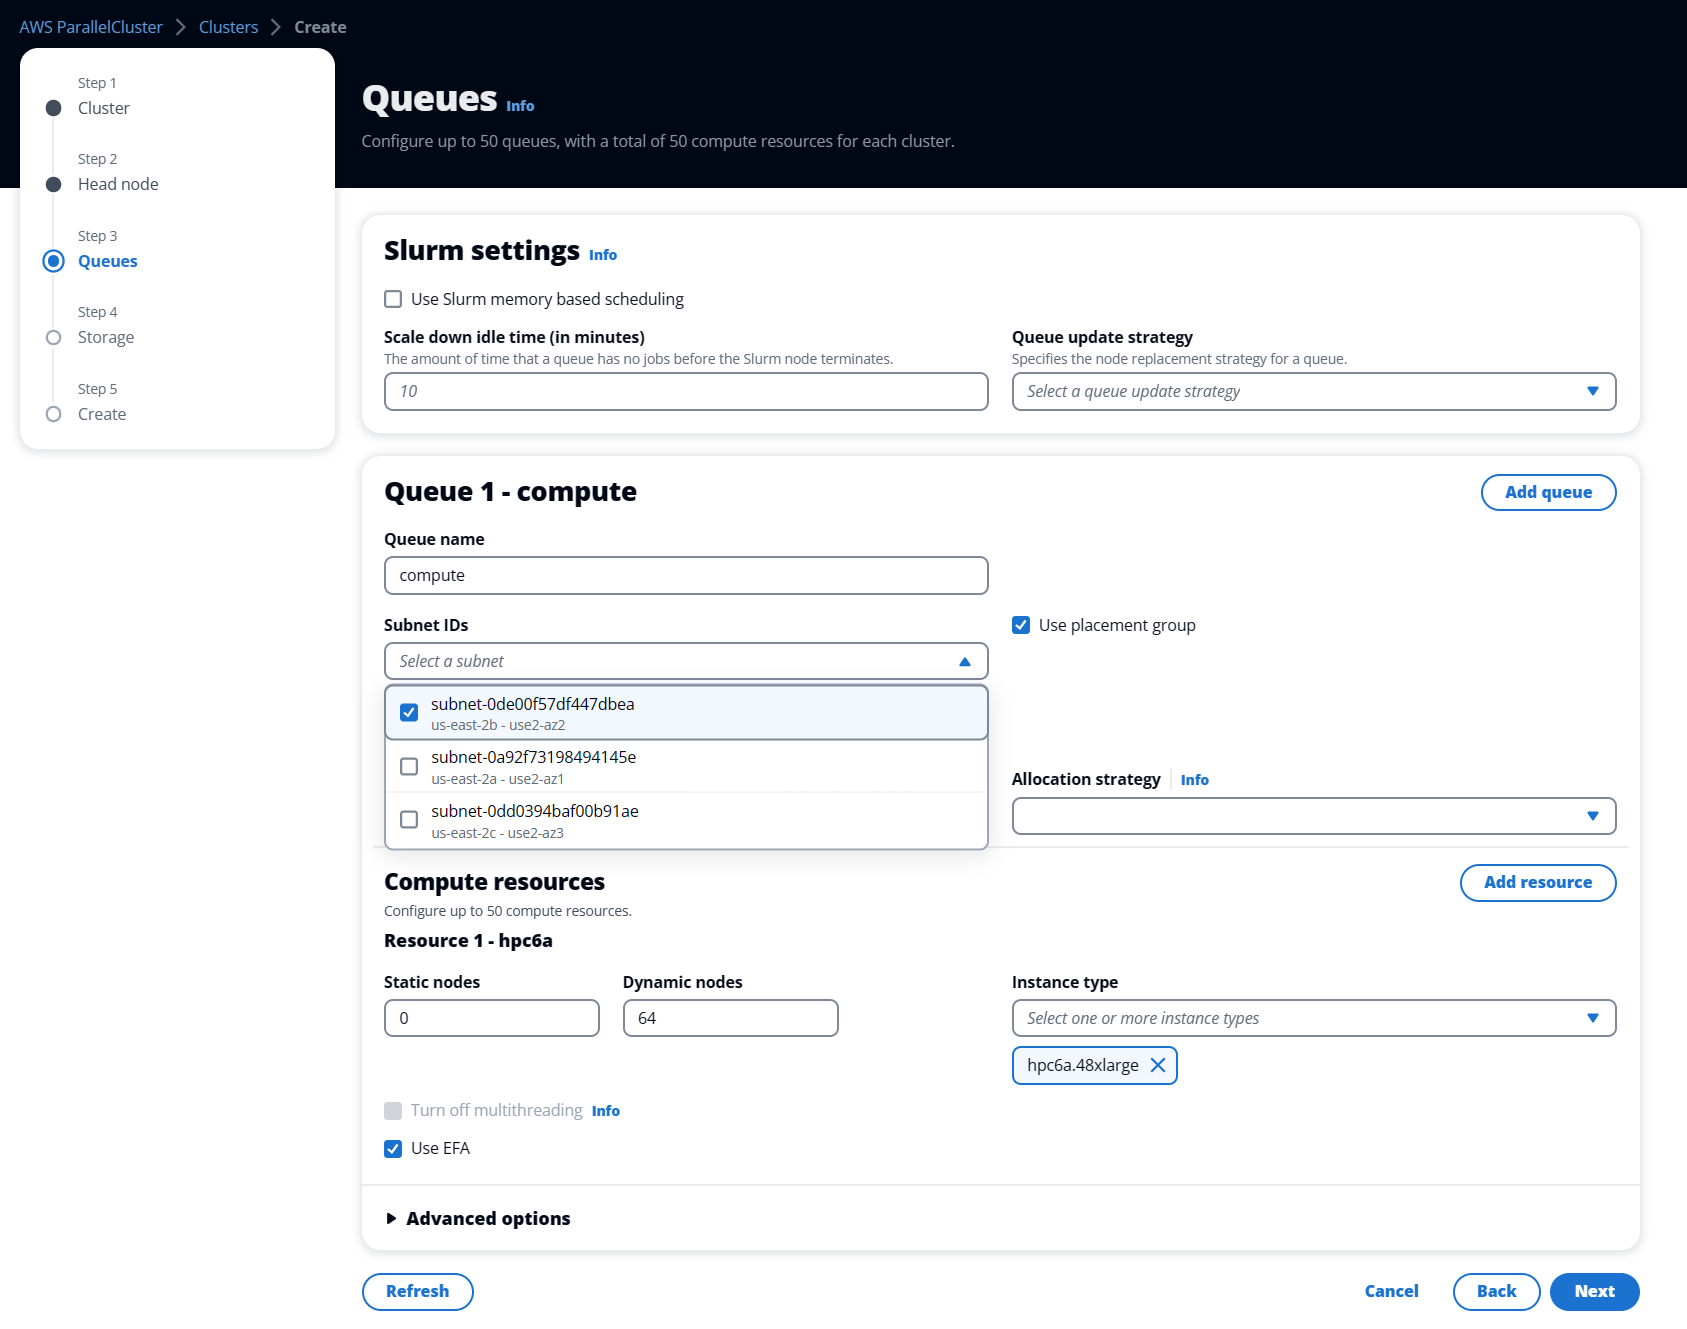 AWS ParallelCluster > Clusters > Create
Step 1
Cluster
Step 2
Head node
Step 3
Queues
Step 4
Storage
Step 5
Create
Queues Info
Configure up to 50 queues, with a total of 50 compute resources for each cluster.
Slurm settings Info
Use Slurm memory based scheduling
Scale down idle time (in minutes)
The amount of time that a queue has no jobs before the Slurm node terminates.
10
Queue update strategy
Specifies the node replacement strategy for a queue.
Select a queue update strategy
Queue 1 - compute
Add queue
Queue name
compute
Subnet IDs
Select a subnet
Use placement group
subnet-0de00f57df447dbea
us-east-2b - use2-az2
subnet-0a92f73198494145e
us-east-2a - use2-az1
subnet-0dd0394baf00b91ae
us-east-2c - use2-az3
Allocation strategy Info
Compute resources
Add resource
Configure up to 50 compute resources.
Resource 1 - hpc6a
Static nodes
0
Dynamic nodes
64
Instance type
Select one or more instance types
hpc6a.48xlarge
Turn off multithreading Info
Use EFA
Advanced options
Refresh
Cancel
Back
Next